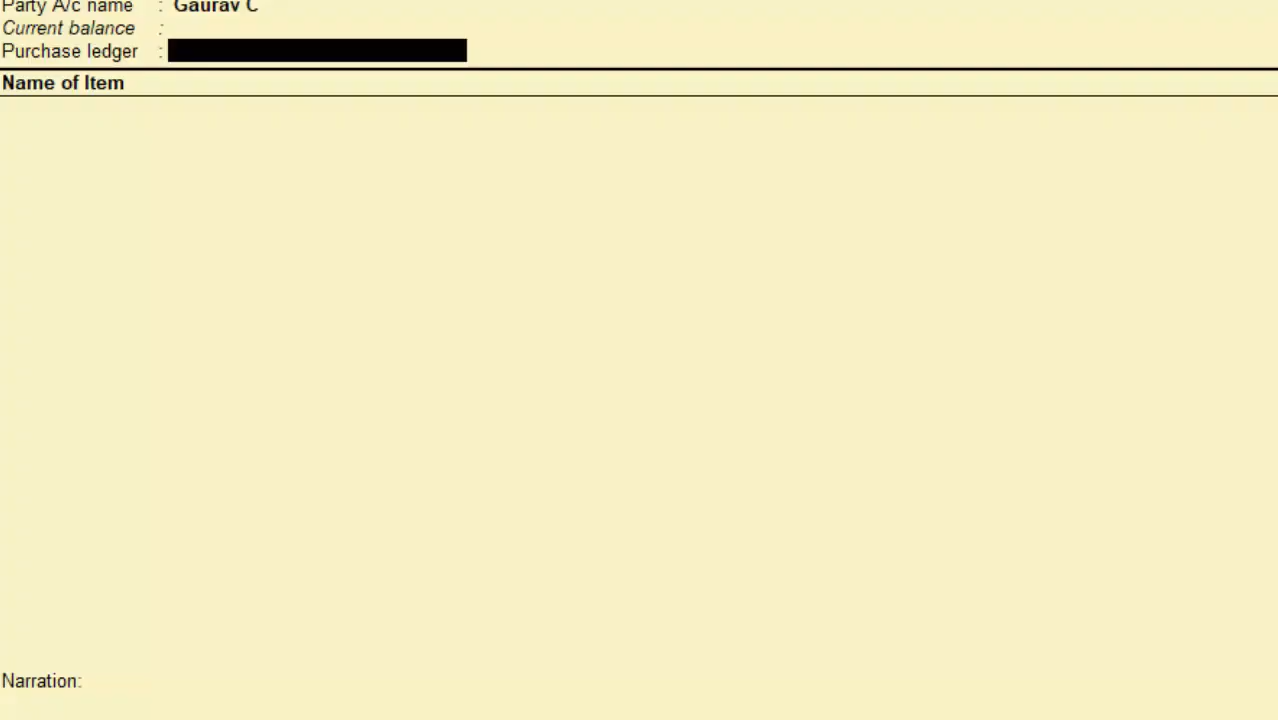 Party A/c name : Gaurav C
Current balance :
Purchase ledger :
Name of Item
Narration: